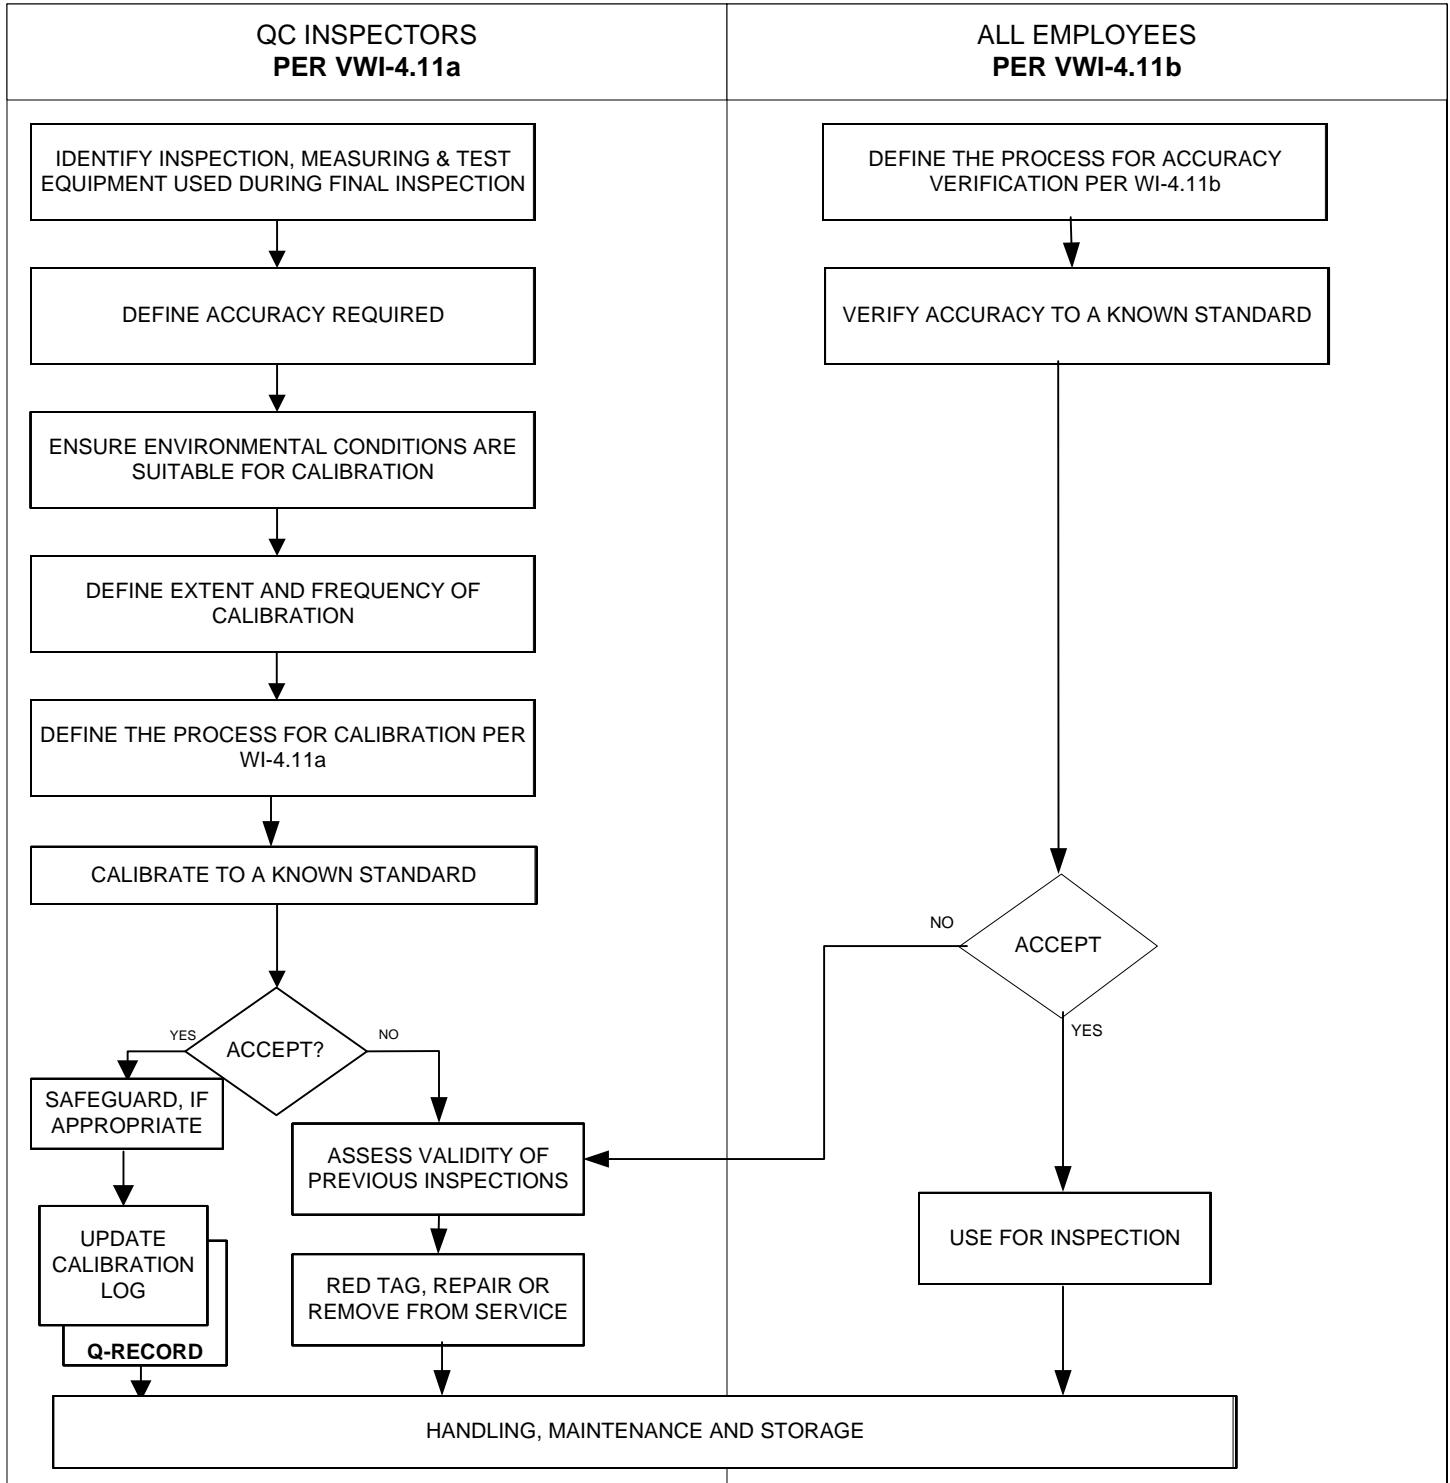 QC INSPECTORS
PER VWI-4.11a
ALL EMPLOYEES
PER VWI-4.11b
IDENTIFY INSPECTION, MEASURING & TEST
EQUIPMENT USED DURING FINAL INSPECTION
DEFINE THE PROCESS FOR ACCURACY
VERIFICATION PER WI-4.11b
DEFINE ACCURACY REQUIRED
VERIFY ACCURACY TO A KNOWN STANDARD
ENSURE ENVIRONMENTAL CONDITIONS ARE
SUITABLE FOR CALIBRATION
DEFINE EXTENT AND FREQUENCY OF
CALIBRATION
DEFINE THE PROCESS FOR CALIBRATION PER
WI-4.11a
CALIBRATE TO A KNOWN STANDARD
NO
ACCEPT
YES
YES
ACCEPT?
NO
SAFEGUARD, IF
APPROPRIATE
ASSESS VALIDITY OF
PREVIOUS INSPECTIONS
UPDATE
CALIBRATION
LOG
Q-RECORD
RED TAG, REPAIR OR
REMOVE FROM SERVICE
USE FOR INSPECTION
HANDLING, MAINTENANCE AND STORAGE